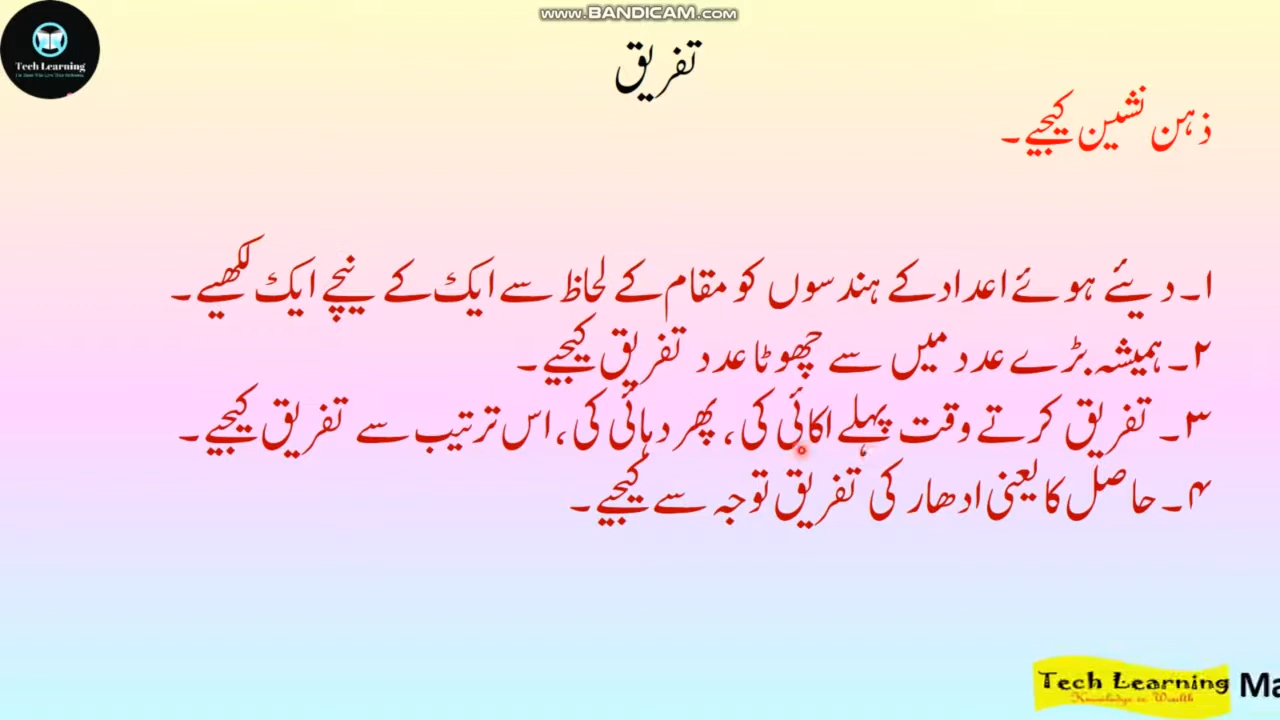 www.BANDICAM.com
Tech Learning
تفریق
ذہن نشین کیجیے۔
۱۔ دیئے ہوئے اعداد کے ہندسوں کو مقام کے لحاظ سے ایک کے نیچے ایک لکھیے۔
۲۔ ہمیشہ بڑے عدد میں سے چھوٹا عدد تفریق کیجیے۔
۳۔ تفریق کرتے وقت پہلے اکائی کی، پھر دہائی کی، اس ترتیب سے تفریق کیجیے۔
۴۔ حاصل کا یعنی ادھار کی تفریق توجہ سے کیجیے۔
Tech Learning Ma
Knowledge is Wealth